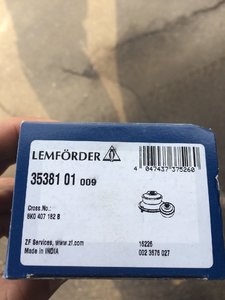 LEMFÖRDER
35381 01 009
4 047437 375260
Cross.No.:
8K0 407 182 B
ZF Services, www.zf.com
Made in INDIA
15226
002 3676 027